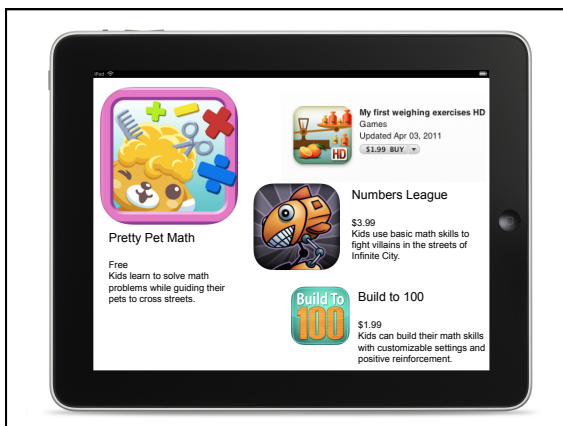 iPad
Pretty Pet Math
Free
Kids learn to solve math
problems while guiding their
pets to cross streets.
HD
My first weighing exercises HD
Games
Updated Apr 03, 2011
$1.99 BUY
Numbers League
$3.99
Kids use basic math skills to
fight villains in the streets of
Infinite City.
Build To
100
Build to 100
$1.99
Kids can build their math skills
with customizable settings and
positive reinforcement.